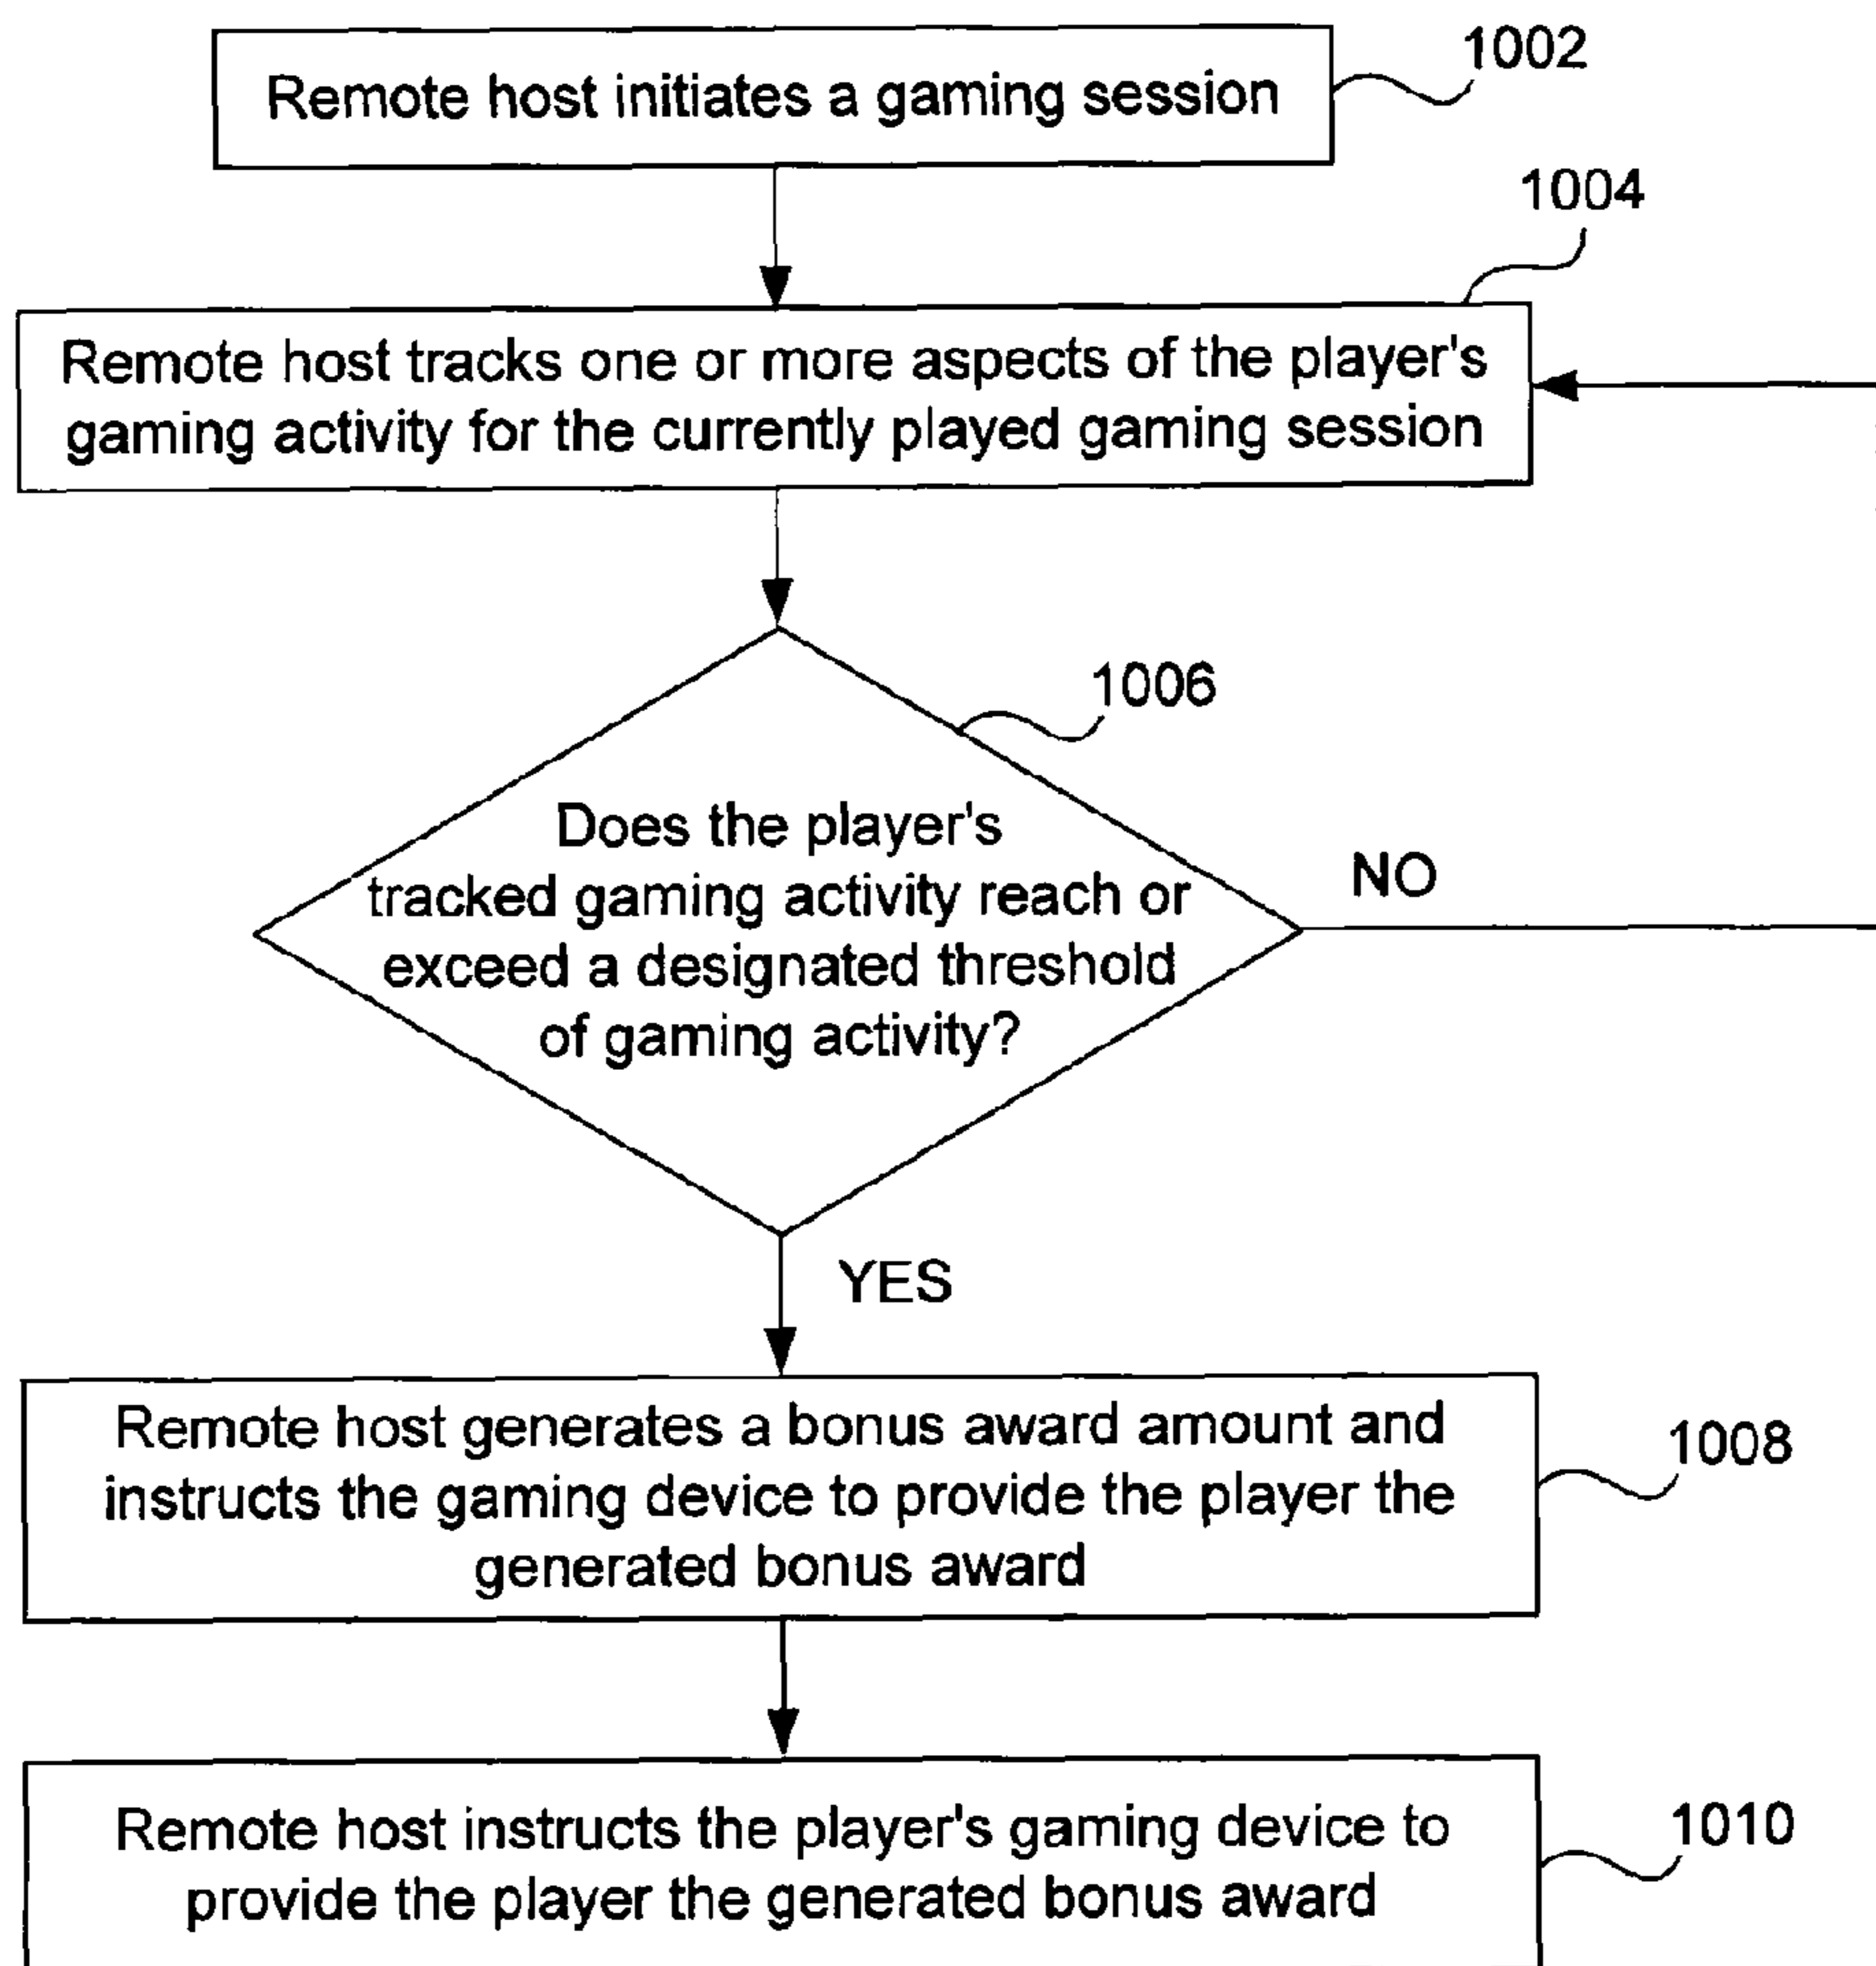 Remote host initiates a gaming session
1002
1004
Remote host tracks one or more aspects of the player's
gaming activity for the currently played gaming session
1006
Does the player's
tracked gaming activity reach or
exceed a designated threshold
of gaming activity?
NO
YES
Remote host generates a bonus award amount and
instructs the gaming device to provide the player the
generated bonus award
1008
Remote host instructs the player's gaming device to
provide the player the generated bonus award
1010